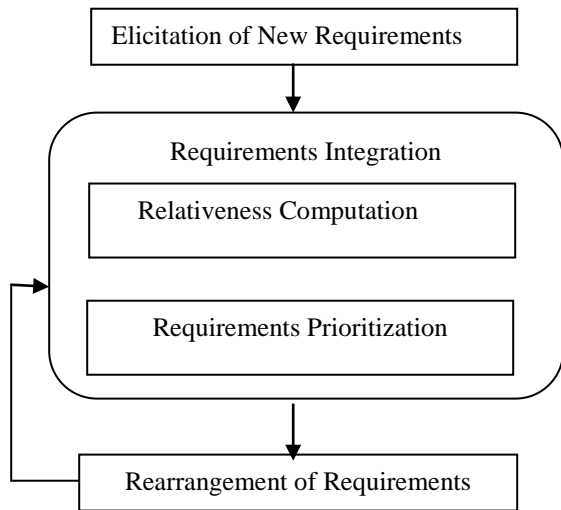 Elicitation of New Requirements
Requirements Integration
Relativeness Computation
Requirements Prioritization
Rearrangement of Requirements